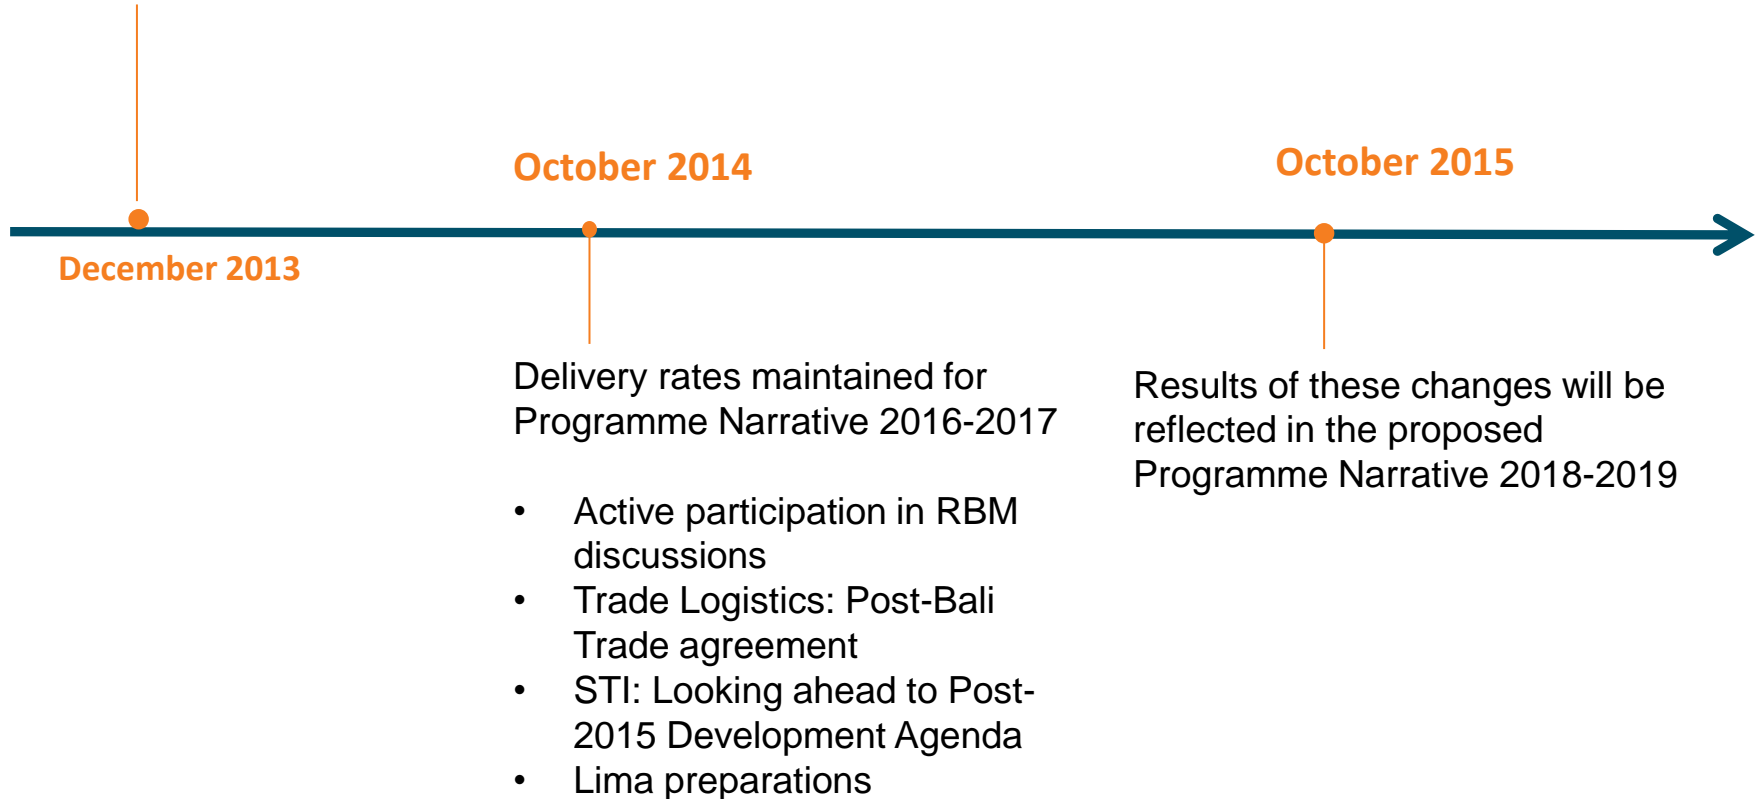 October 2014
October 2015
December 2013
Delivery rates maintained for
Programme Narrative 2016-2017
• Active participation in RBM
discussions
• Trade Logistics: Post-Bali
Trade agreement
• STI: Looking ahead to Post-
2015 Development Agenda
• Lima preparations
Results of these changes will be
reflected in the proposed
Programme Narrative 2018-2019